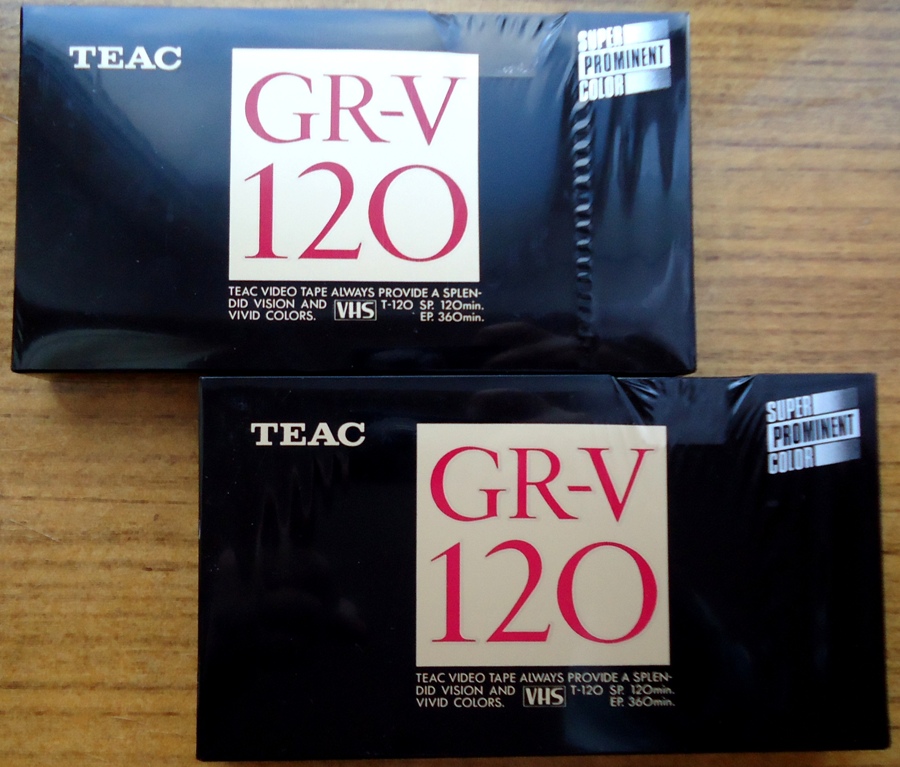 TEAC
SUPER
PROMINENT
COLOR
GR-V
120
TEAC VIDEO TAPE ALWAYS PROVIDE A SPLEN-
DID VISION AND VHS T-120 SP. 120min.
VIVID COLORS. EP. 360min.
TEAC
SUPER
PROMINENT
COLOR
GR-V
120
TEAC VIDEO TAPE ALWAYS PROVIDE A SPLEN-
DID VISION AND VHS T-120 SP. 120min.
VIVID COLORS. EP. 360min.